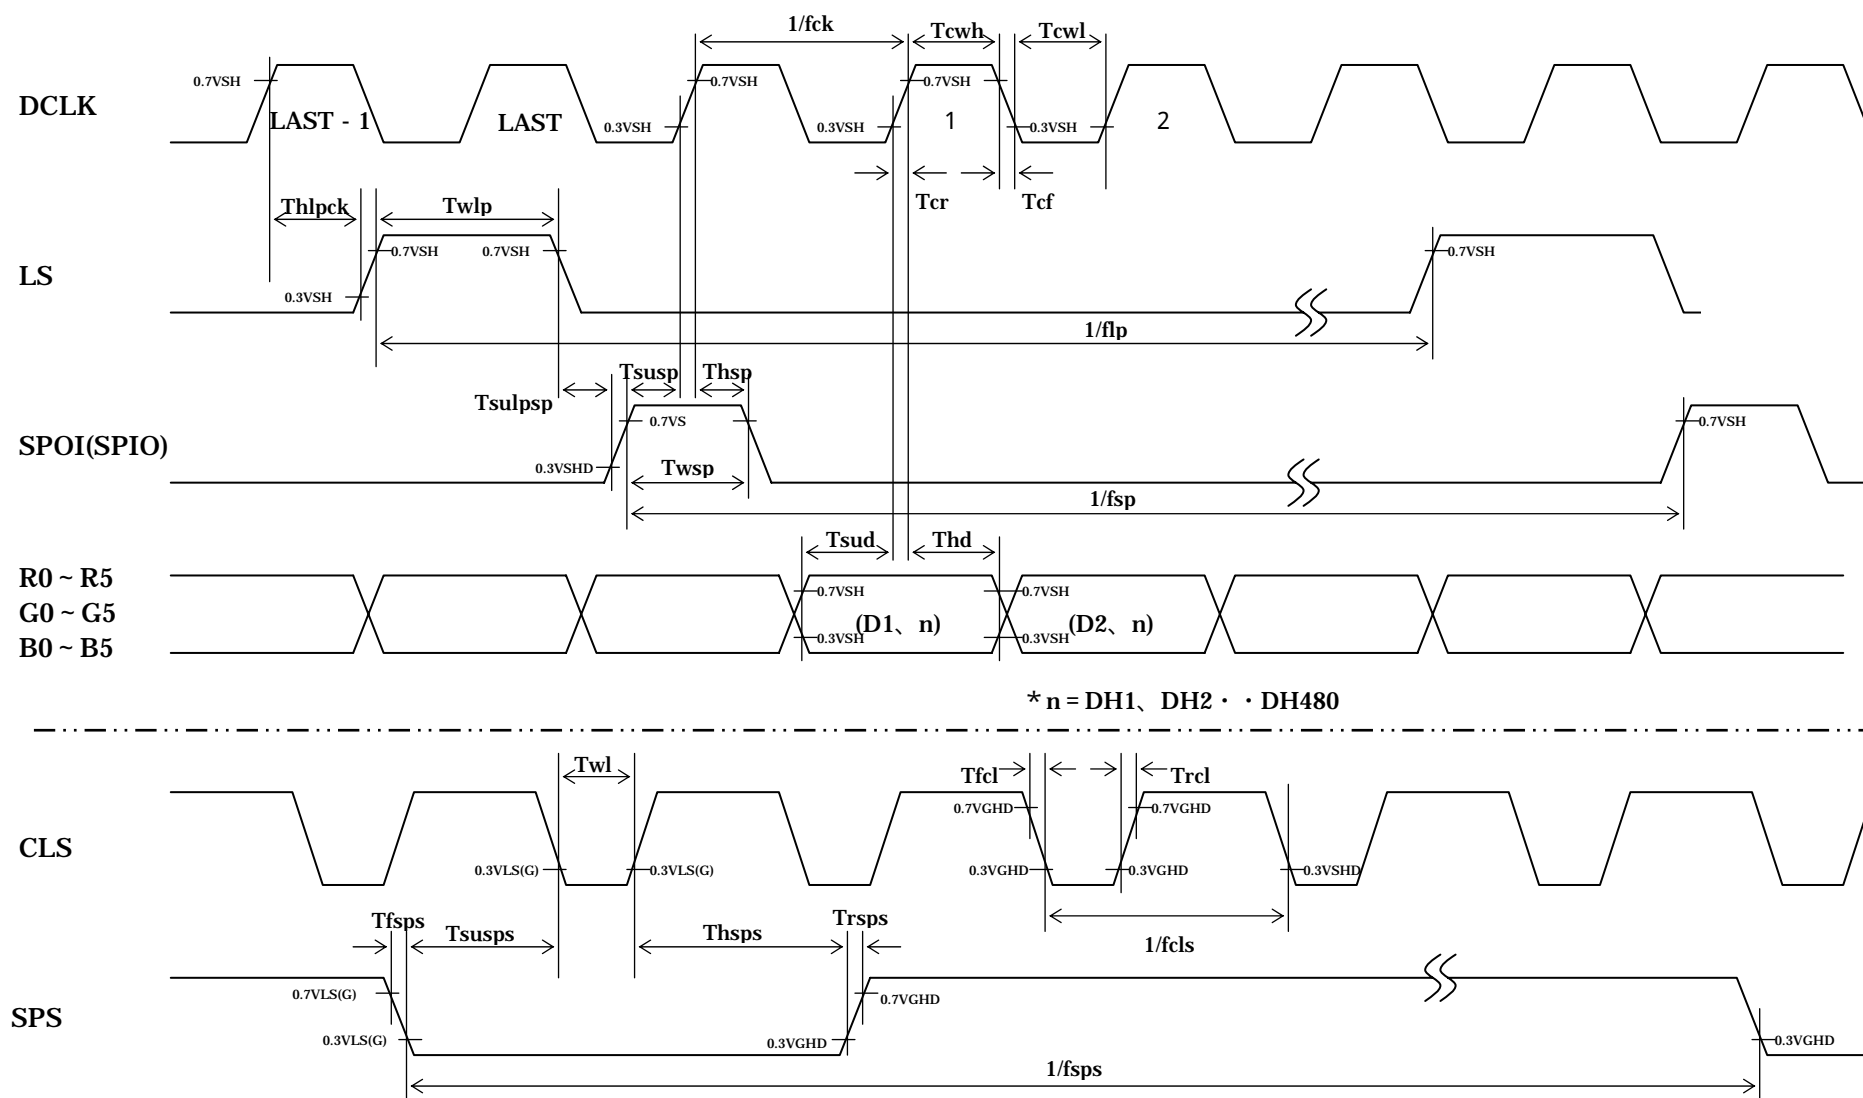 1/fck
Tcwh
Tcwl
0.7VSH
0.7VSH
0.7VSH
DCLK
LAST - 1
LAST
0.3VSH
0.3VSH
1
0.3VSH
2
Tcr
Tcf
Thlpck
Twlp
0.7VSH
0.7VSH
0.7VSH
LS
0.3VSH
1/flp
Tsusp
Thsp
Tsulpsp
0.7VS
0.7VSH
SPOI(SPIO)
0.3VSHD
Twsp
1/fsp
Tsud
Thd
R0 ~ R5
0.7VSH
0.7VSH
G0 ~ G5
(D1、n)
(D2、n)
0.3VSH
0.3VSH
B0 ~ B5
* n = DH1、DH2・・DH480
Twl
Tfcl
Trcl
0.7VGHD
0.7VGHD
CLS
0.3VLS(G)
0.3VLS(G)
0.3VGHD
0.3VGHD
0.3VSHD
Tfsps
Tsusps
Thsps
Trsps
1/fcls
0.7VLS(G)
0.7VGHD
SPS
0.3VLS(G)
0.3VGHD
0.3VGHD
1/fsps